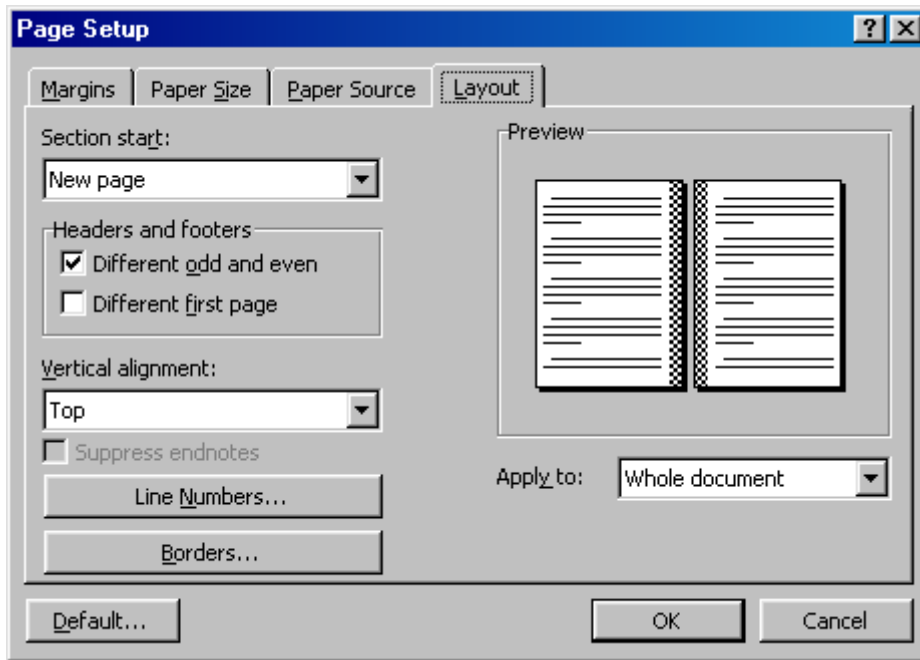 Page Setup
Margins
Paper Size
Paper Source
Layout
Section start:
New page
Headers and footers
Different odd and even
Different first page
Vertical alignment:
Top
Suppress endnotes
Line Numbers...
Borders...
Preview
Apply to:
Whole document
Default...
OK
Cancel